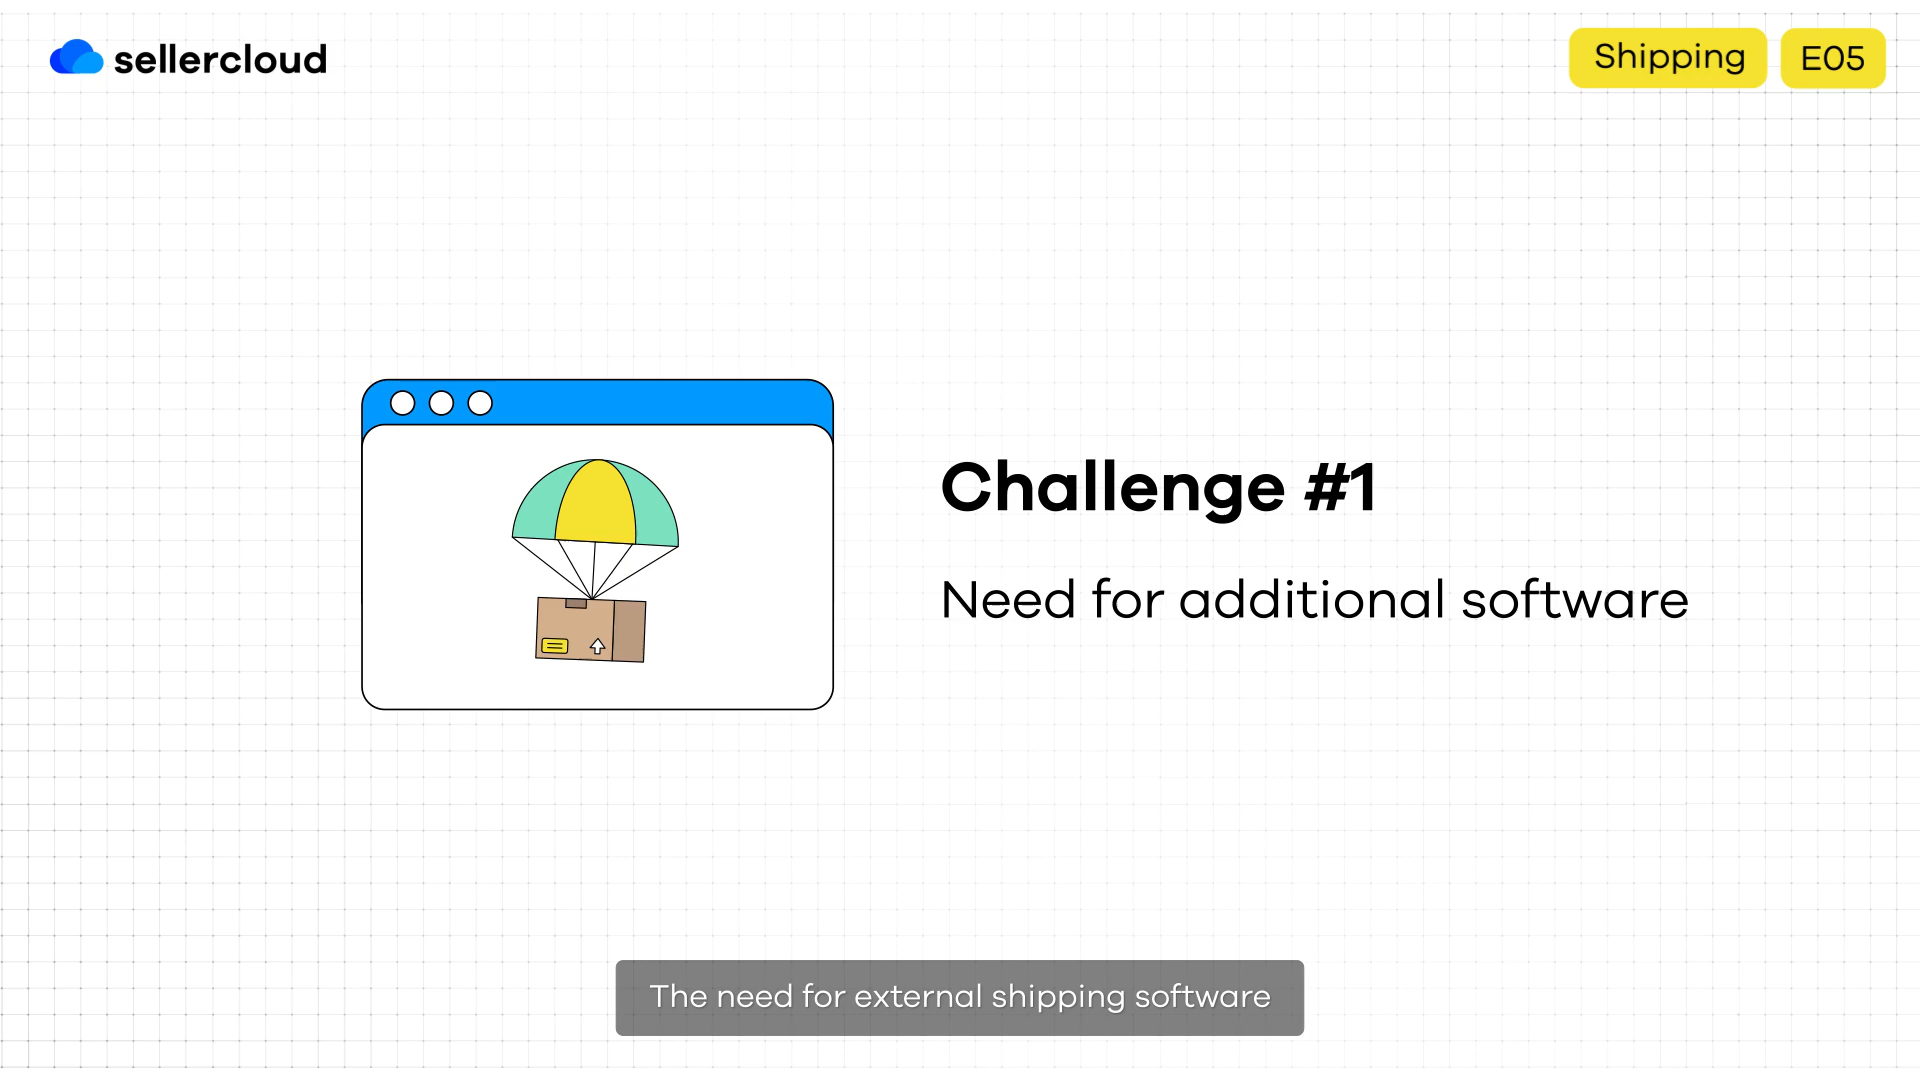 sellercloud
Shipping
E05
Challenge #1
Need for additional software
The need for external shipping software